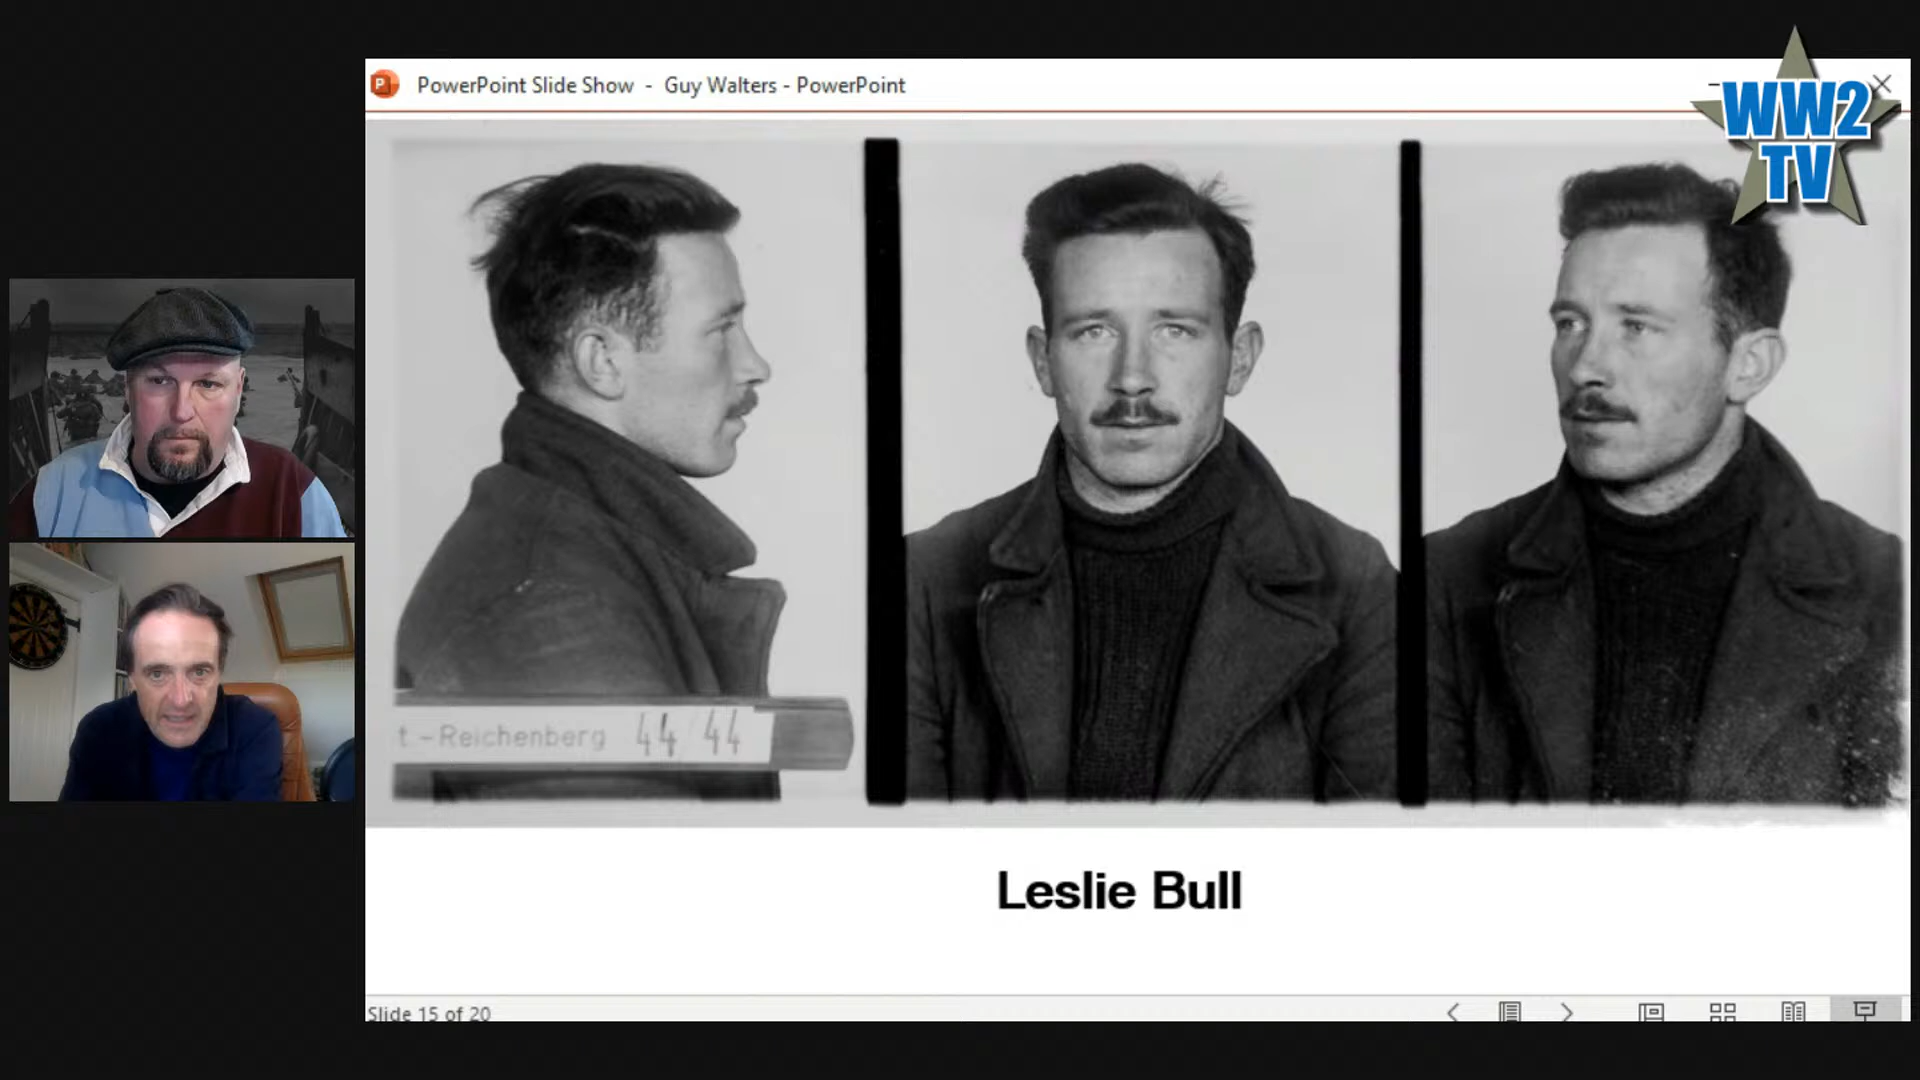 PowerPoint Slide Show - Guy Walters - PowerPoint
WW2
TV
t-Reichenberg 44 44
Leslie Bull
Slide 15 of 20